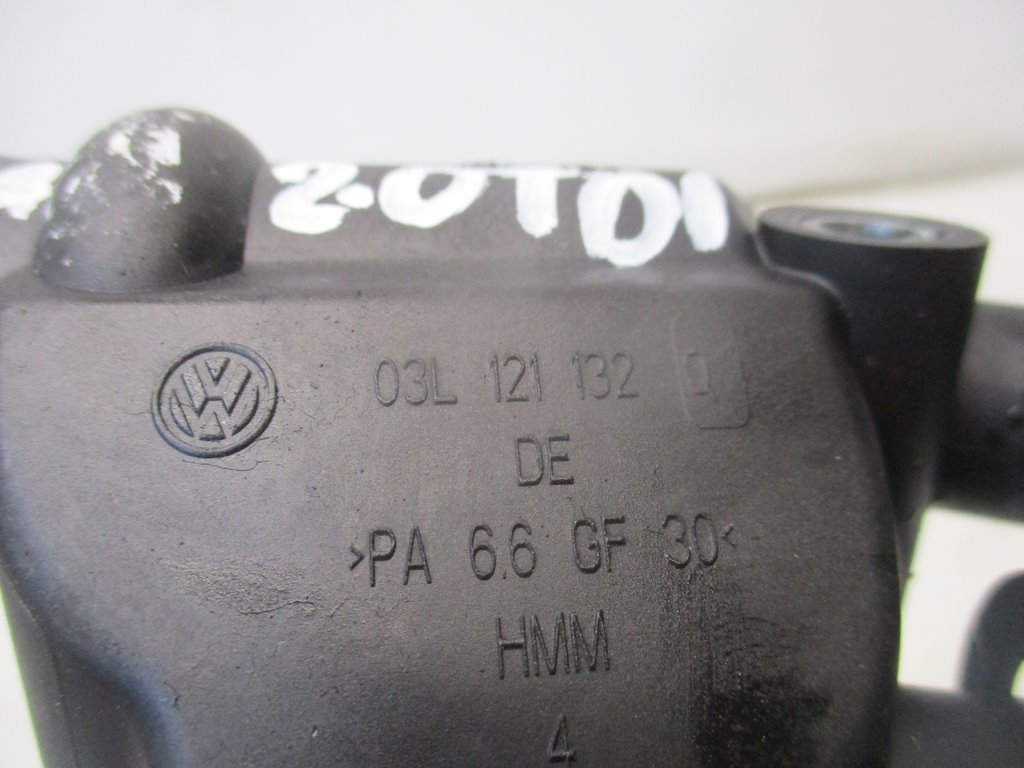 2.0TDI
03L 121 132 Q
DE
>PA 6.6 GF 30<
HMM
4